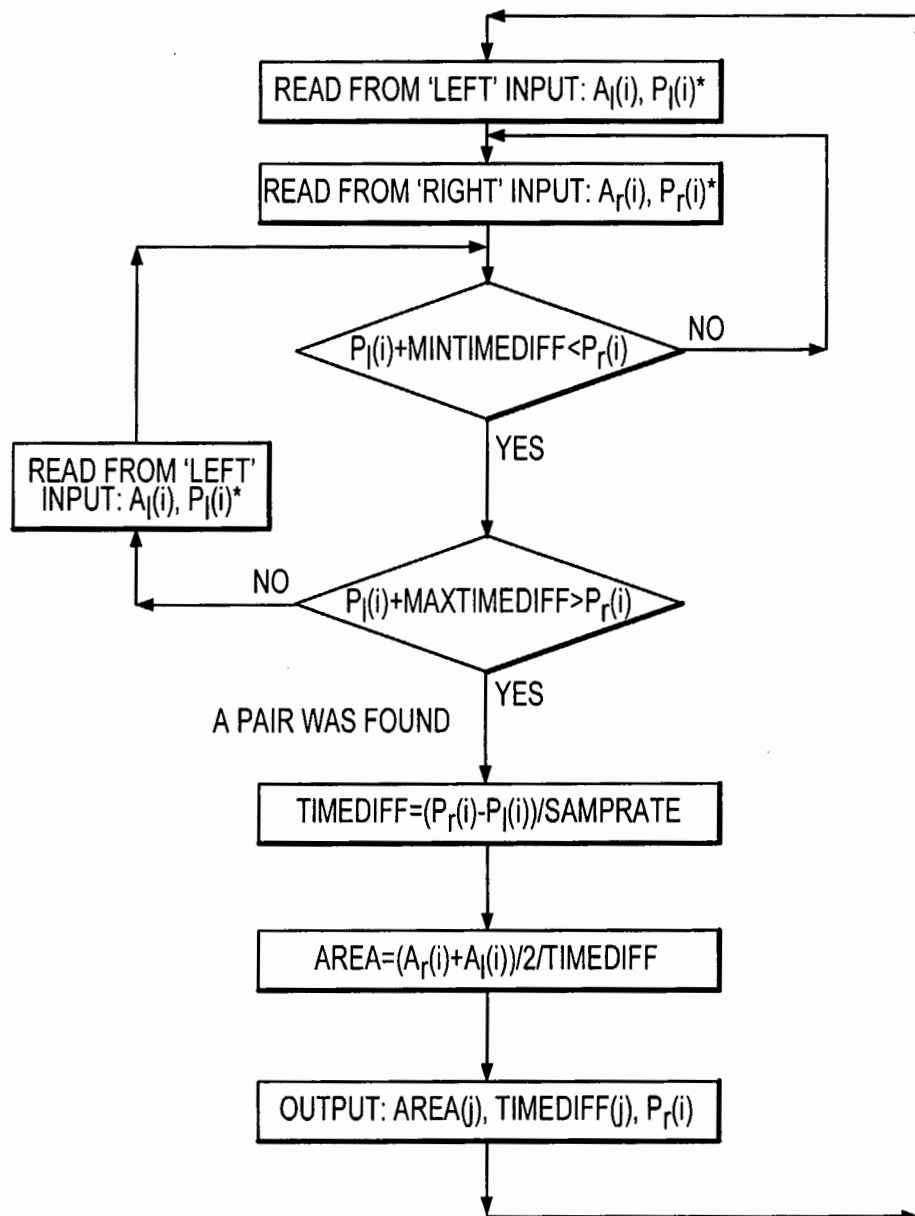 READ FROM ‘LEFT’ INPUT: Al(i), Pl(i)*
READ FROM ‘RIGHT’ INPUT: Ar(i), Pr(i)*
Pl(i)+MINTIMEDIFF<Pr(i)
NO
YES
READ FROM ‘LEFT’
INPUT: Al(i), Pl(i)*
NO
Pl(i)+MAXTIMEDIFF>Pr(i)
YES
A PAIR WAS FOUND
TIMEDIFF=(Pr(i)-Pl(i))/SAMPRATE
AREA=(Ar(i)+Al(i))/2/TIMEDIFF
OUTPUT: AREA(j), TIMEDIFF(j), Pr(i)